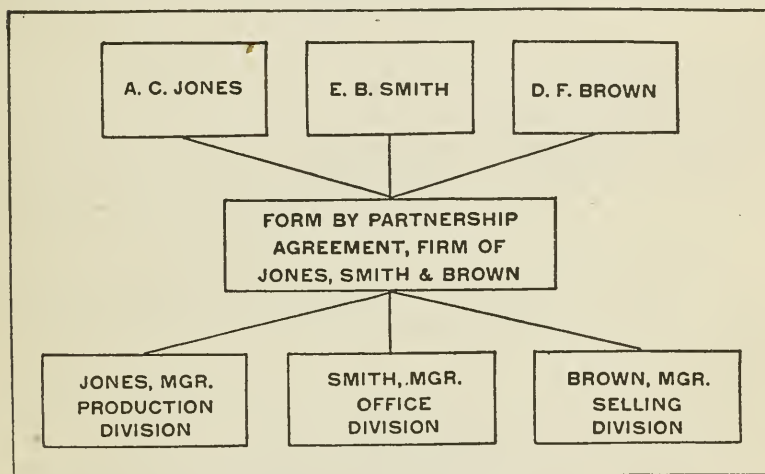 A. C. JONES
E. B. SMITH
D. F. BROWN
FORM BY PARTNERSHIP
AGREEMENT, FIRM OF
JONES, SMITH & BROWN
JONES, MGR.
PRODUCTION
DIVISION
SMITH, MGR.
OFFICE
DIVISION
BROWN, MGR.
SELLING
DIVISION